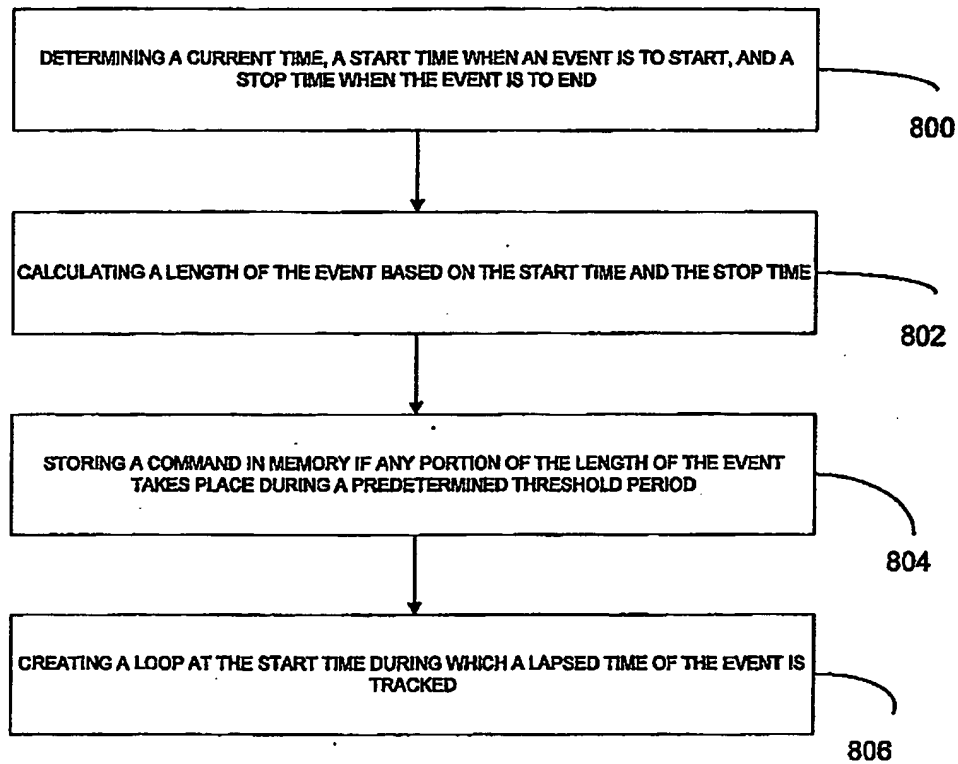 DETERMINING A CURRENT TIME, A START TIME WHEN AN EVENT IS TO START, AND A
STOP TIME WHEN THE EVENT IS TO END
800
CALCULATING A LENGTH OF THE EVENT BASED ON THE START TIME AND THE STOP TIME
802
STORING A COMMAND IN MEMORY IF ANY PORTION OF THE LENGTH OF THE EVENT
TAKES PLACE DURING A PREDETERMINED THRESHOLD PERIOD
804
CREATING A LOOP AT THE START TIME DURING WHICH A LAPSED TIME OF THE EVENT IS
TRACKED
806